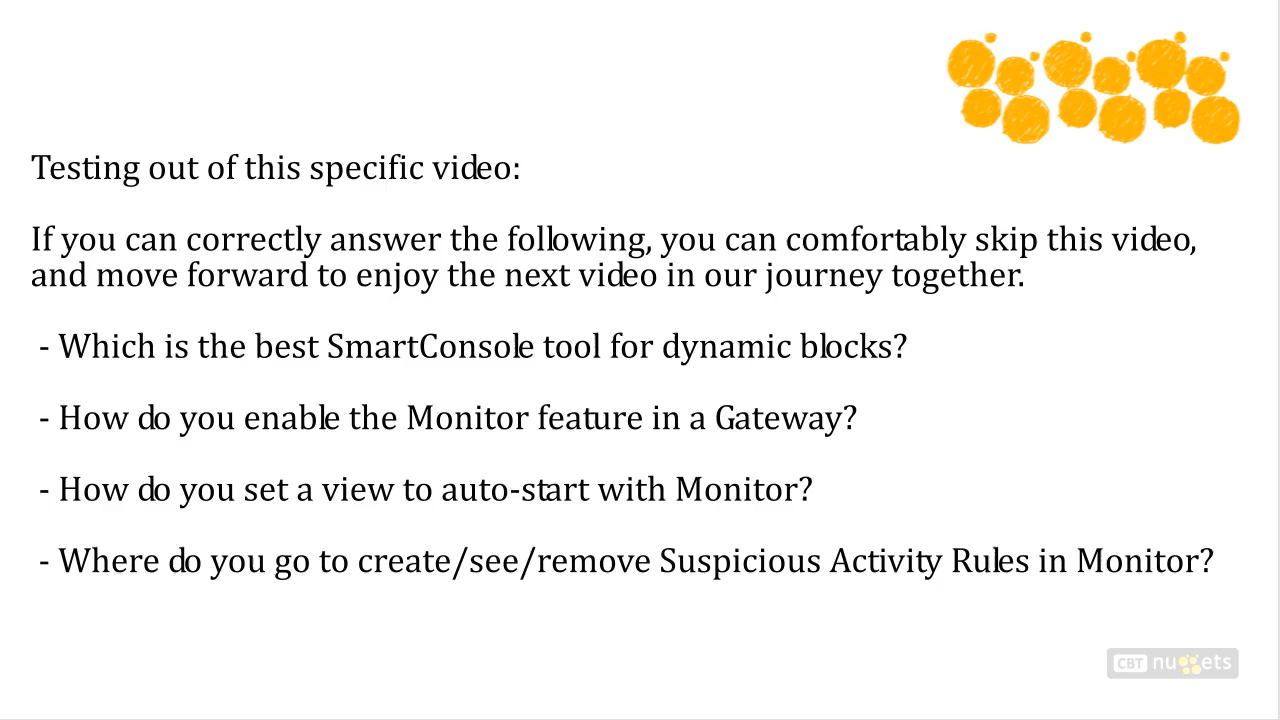 Testing out of this specific video:
If you can correctly answer the following, you can comfortably skip this video,
and move forward to enjoy the next video in our journey together.
- Which is the best SmartConsole tool for dynamic blocks?
- How do you enable the Monitor feature in a Gateway?
- How do you set a view to auto-start with Monitor?
- Where do you go to create/see/remove Suspicious Activity Rules in Monitor?
CBT nuggets